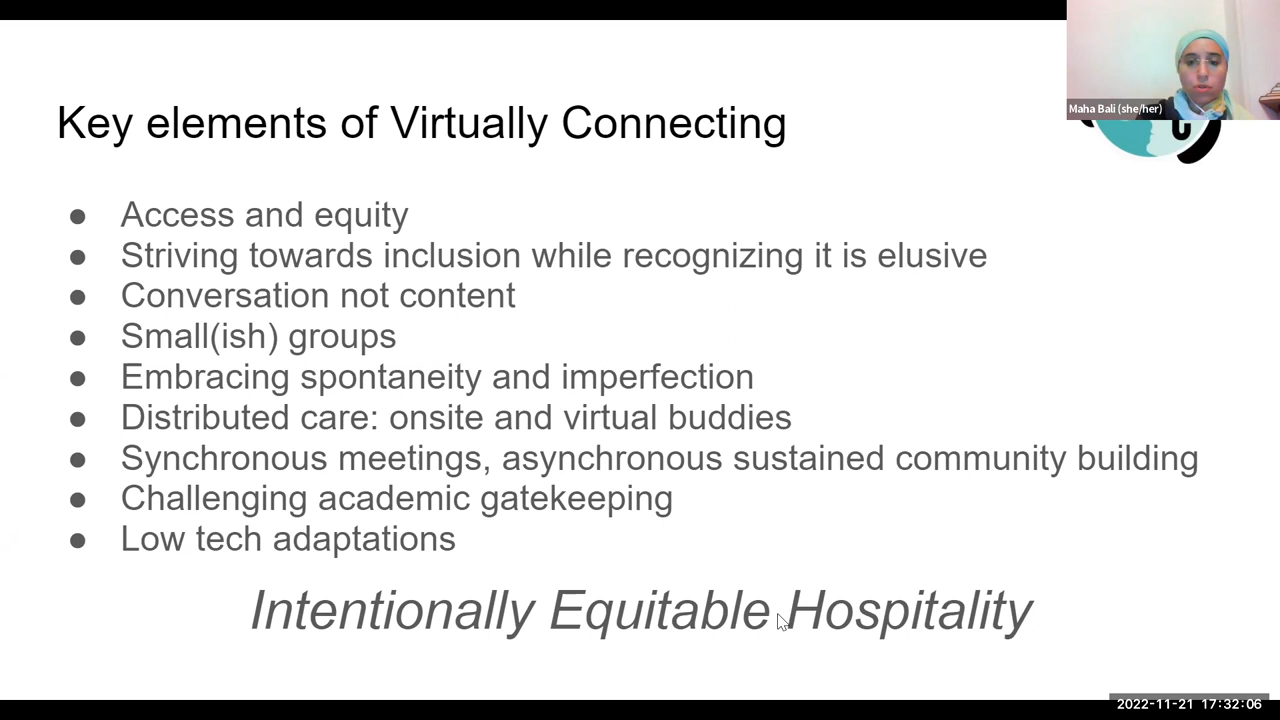 Maha Bali (she/her)
Key elements of Virtually Connecting
● Access and equity
● Striving towards inclusion while recognizing it is elusive
● Conversation not content
● Small(ish) groups
● Embracing spontaneity and imperfection
● Distributed care: onsite and virtual buddies
● Synchronous meetings, asynchronous sustained community building
● Challenging academic gatekeeping
● Low tech adaptations
Intentionally Equitable Hospitality
2022-11-21 17:32:06